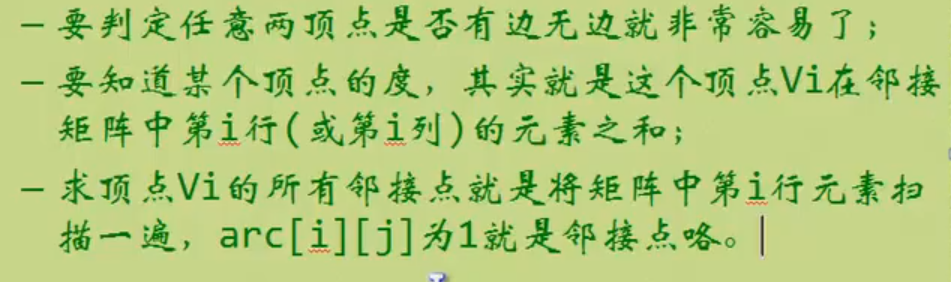 – 要判定任意两顶点是否有边无边就非常容易了；
– 要知道某个顶点的度，其实就是这个顶点Vi在邻接
矩阵中第i行(或第i列)的元素之和；
– 求顶点Vi的所有邻接点就是将矩阵中第i行元素扫
描一遍，arc[i][j]为1就是邻接点咯。